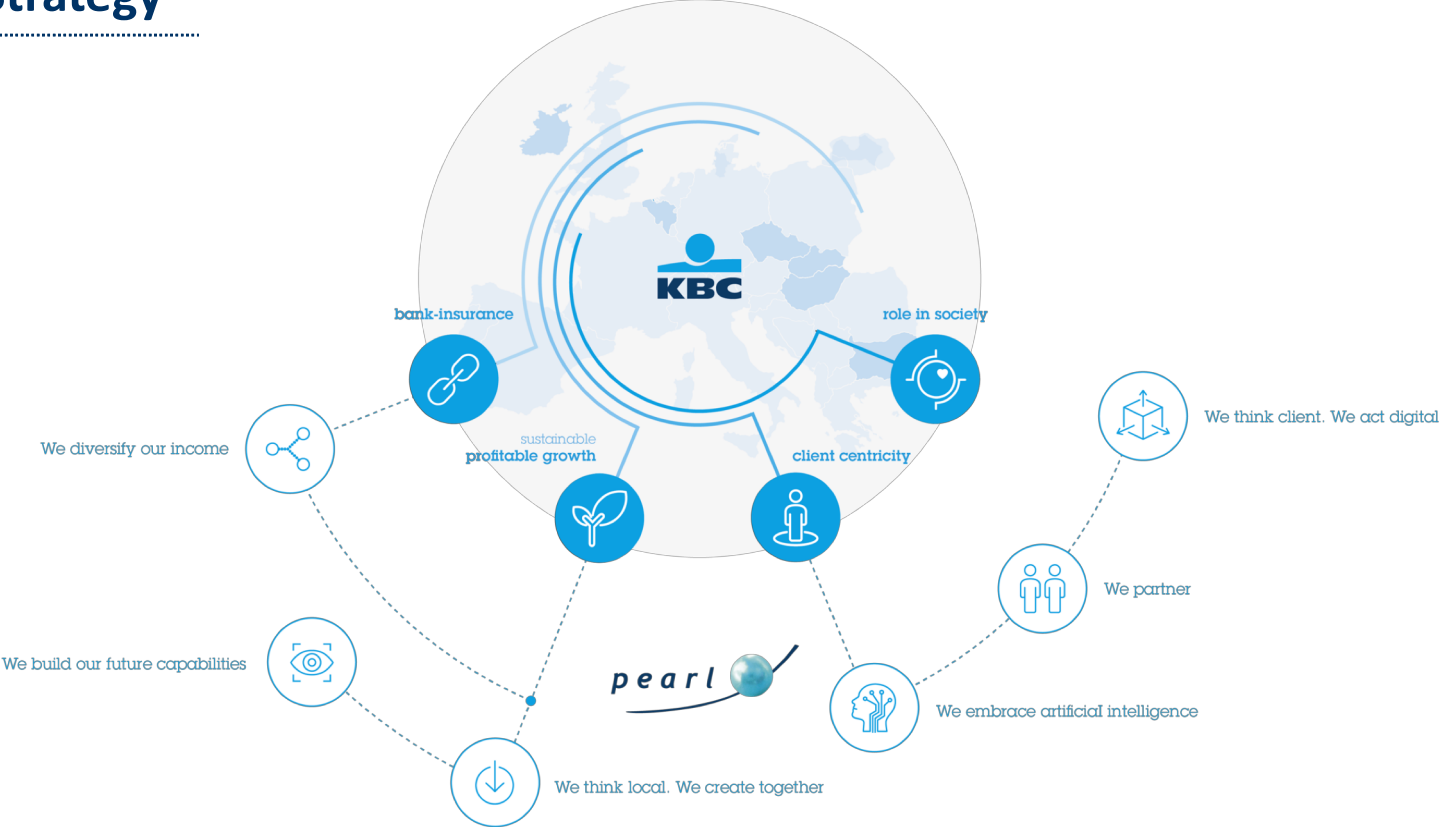 KBC
bank-insurance
role in society
We think client. We act digital
We diversify our income
sustainable
profitable growth
client centricity
We partner
We build our future capabilities
pearl
We embrace artificial intelligence
We think local. We create together